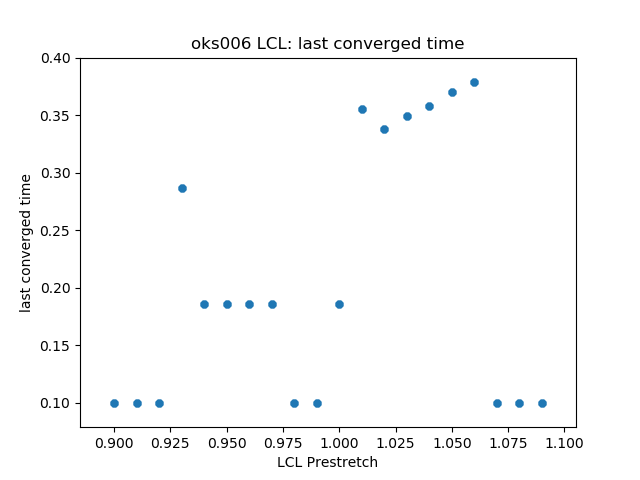 oks006 LCL: last converged time
last converged time
0.40
0.35
0.30
0.25
0.20
0.15
0.10
0.900 0.925 0.950 0.975 1.000 1.025 1.050 1.075 1.100
LCL Prestretch